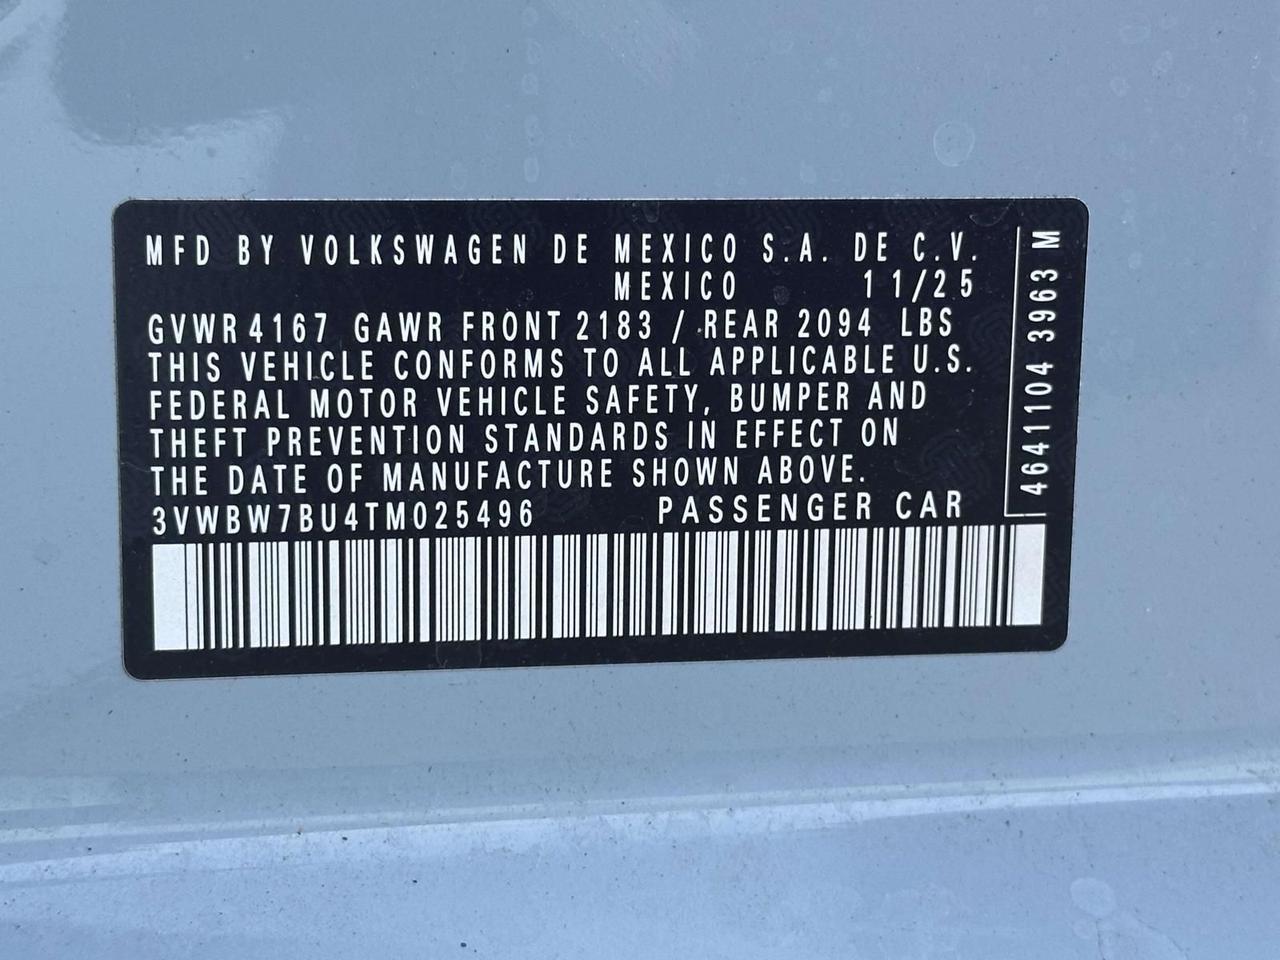 MFD BY VOLKSWAGEN DE MEXICO S.A. DE C.V.
MEXICO 11/25
GVWR 4167 GAWR FRONT 2183 / REAR 2094 LBS
THIS VEHICLE CONFORMS TO ALL APPLICABLE U.S.
FEDERAL MOTOR VEHICLE SAFETY, BUMPER AND
THEFT PREVENTION STANDARDS IN EFFECT ON
THE DATE OF MANUFACTURE SHOWN ABOVE.
3VWBW7BU4TM025496 PASSENGER CAR
4641104 3963 M